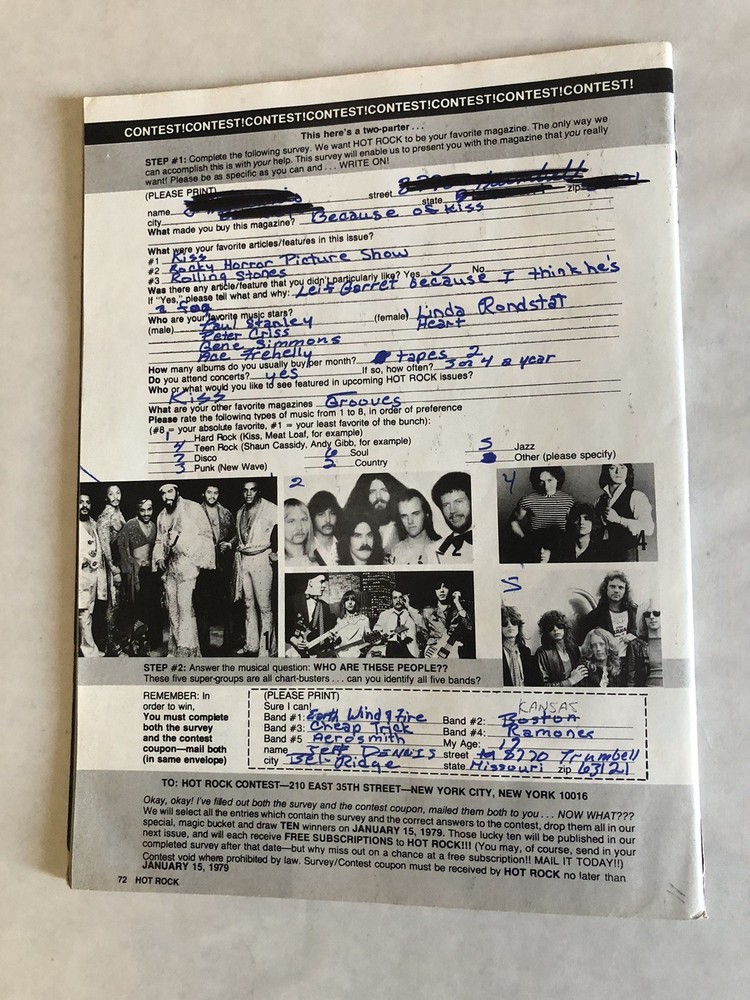 CONTEST!CONTEST!CONTEST!CONTEST!CONTEST!CONTEST!CONTEST!CONTEST!
This here's a two-parter . . .
STEP #1: Complete the following survey. We want HOT ROCK to be your favorite magazine. The only way we
can accomplish this is with your help. This survey will enable us to present you with the magazine that you really
want! Please be as specific as you can and . . . WRITE ON!
(PLEASE PRINT)
name street
city state zip
What made you buy this magazine? Because of Kiss
What were your favorite articles/features in this issue?
#1 Kiss
#2 Rocky Horror Picture Show
#3 Rolling Stones
Was there any article/feature that you didn't particularly like? Yes ✓ No
If "Yes," please tell what and why: Leif Garret because I think he's
a fag
Who are your favorite music stars?
(male) Paul Stanley (female) Linda Rondstat
Peter Criss Heart
Gene Simmons
Ace Frehelly
How many albums do you usually buy per month? tapes 2
Do you attend concerts? yes If so, how often? 3 or 4 a year
Who or what would you like to see featured in upcoming HOT ROCK issues?
Kiss
What are your other favorite magazines Grooves
Please rate the following types of music from 1 to 8, in order of preference
(#8 = your absolute favorite, #1 = your least favorite of the bunch):
1 Hard Rock (Kiss, Meat Loaf, for example)
4 Teen Rock (Shaun Cassidy, Andy Gibb, for example) 5 Jazz
7 Disco 6 Soul Other (please specify)
3 Punk (New Wave) 2 Country
2
4
4
5
STEP #2: Answer the musical question: WHO ARE THESE PEOPLE??
These five super-groups are all chart-busters . . . can you identify all five bands?
REMEMBER: In
order to win,
You must complete
both the survey
and the contest
coupon—mail both
(in same envelope)
(PLEASE PRINT)
Sure I can! KANSAS
Band #1: Earth Wind & Fire Band #2: Boston
Band #3: Cheap Trick Band #4: Ramones
Band #5 Aerosmith My Age:
name Jeff DENNIS street 8770 Trumbell
city Bel-Ridge state Missouri zip 63121
TO: HOT ROCK CONTEST—210 EAST 35TH STREET—NEW YORK CITY, NEW YORK 10016
Okay, okay! I've filled out both the survey and the contest coupon, mailed them both to you . . . NOW WHAT???
We will select all the entries which contain the survey and the correct answers to the contest, drop them all in our
special, magic bucket and draw TEN winners on JANUARY 15, 1979. Those lucky ten will be published in our
next issue, and will each receive FREE SUBSCRIPTIONS to HOT ROCK!!! (You may, of course, send in your
completed survey after that date—but why miss out on a chance at a free subscription!! MAIL IT TODAY!!)
Contest void where prohibited by law. Survey/Contest coupon must be received by HOT ROCK no later than
JANUARY 15, 1979
72 HOT ROCK